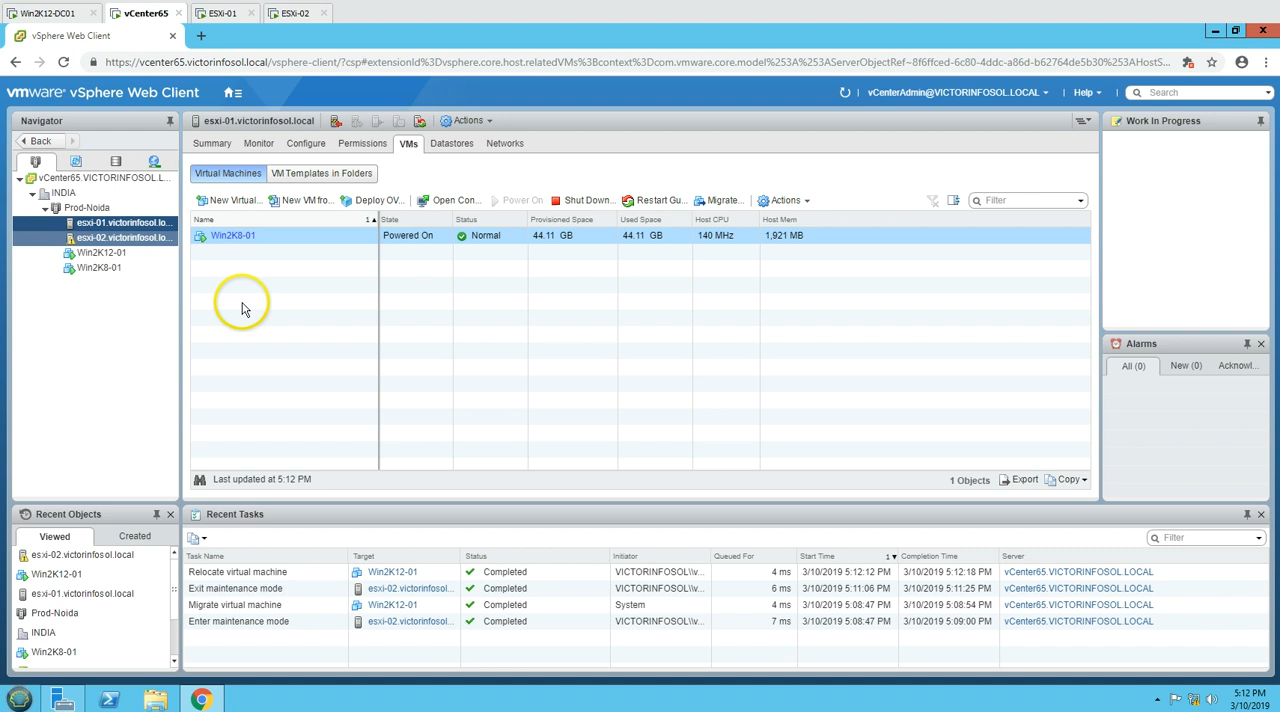 Win2K12-DC01
vCenter65
ESXi-01
ESXi-02
vSphere Web Client
https://vcenter65.victorinfosol.local/vsphere-client/?csp#extensionId%3Dvsphere.core.host.relatedVMs%3Bcontext%3Dcom.vmware.core.model%253A%253AServerObjectRef~8f6ffced-6c80-4ddc-a86d-b62764de5b30%253AHostS...
vmware® vSphere Web Client
vCenterAdmin@VICTORINFOSOL.LOCAL
Help
Search
Navigator
Back
vCenter65.VICTORINFOSOL.L...
INDIA
Prod-Noida
esxi-01.victorinfosol.lo...
esxi-02.victorinfosol.lo...
Win2K12-01
Win2K8-01
esxi-01.victorinfosol.local
Actions
Summary Monitor Configure Permissions VMs Datastores Networks
Virtual Machines VM Templates in Folders
New Virtual... New VM fro... Deploy OV... Open Con... Power On Shut Down... Restart Gu... Migrate... Actions Filter
Name 1 State Status Provisioned Space Used Space Host CPU Host Mem
Win2K8-01 Powered On Normal 44.11 GB 44.11 GB 140 MHz 1,921 MB
Last updated at 5:12 PM
1 Objects Export Copy
Work In Progress
Alarms
All (0) New (0) Acknowl...
Recent Objects
Viewed Created
esxi-02.victorinfosol.local
Win2K12-01
esxi-01.victorinfosol.local
Prod-Noida
INDIA
Win2K8-01
Recent Tasks
Filter
Task Name Target Status Initiator Queued For Start Time 1 Completion Time Server
Relocate virtual machine Win2K12-01 Completed VICTORINFOSOL\\v... 4 ms 3/10/2019 5:12:12 PM 3/10/2019 5:12:18 PM vCenter65.VICTORINFOSOL.LOCAL
Exit maintenance mode esxi-02.victorinfosol... Completed VICTORINFOSOL\\v... 6 ms 3/10/2019 5:11:06 PM 3/10/2019 5:11:25 PM vCenter65.VICTORINFOSOL.LOCAL
Migrate virtual machine Win2K12-01 Completed System 4 ms 3/10/2019 5:08:47 PM 3/10/2019 5:08:54 PM vCenter65.VICTORINFOSOL.LOCAL
Enter maintenance mode esxi-02.victorinfosol... Completed VICTORINFOSOL\\v... 7 ms 3/10/2019 5:08:47 PM 3/10/2019 5:09:00 PM vCenter65.VICTORINFOSOL.LOCAL
5:12 PM
3/10/2019